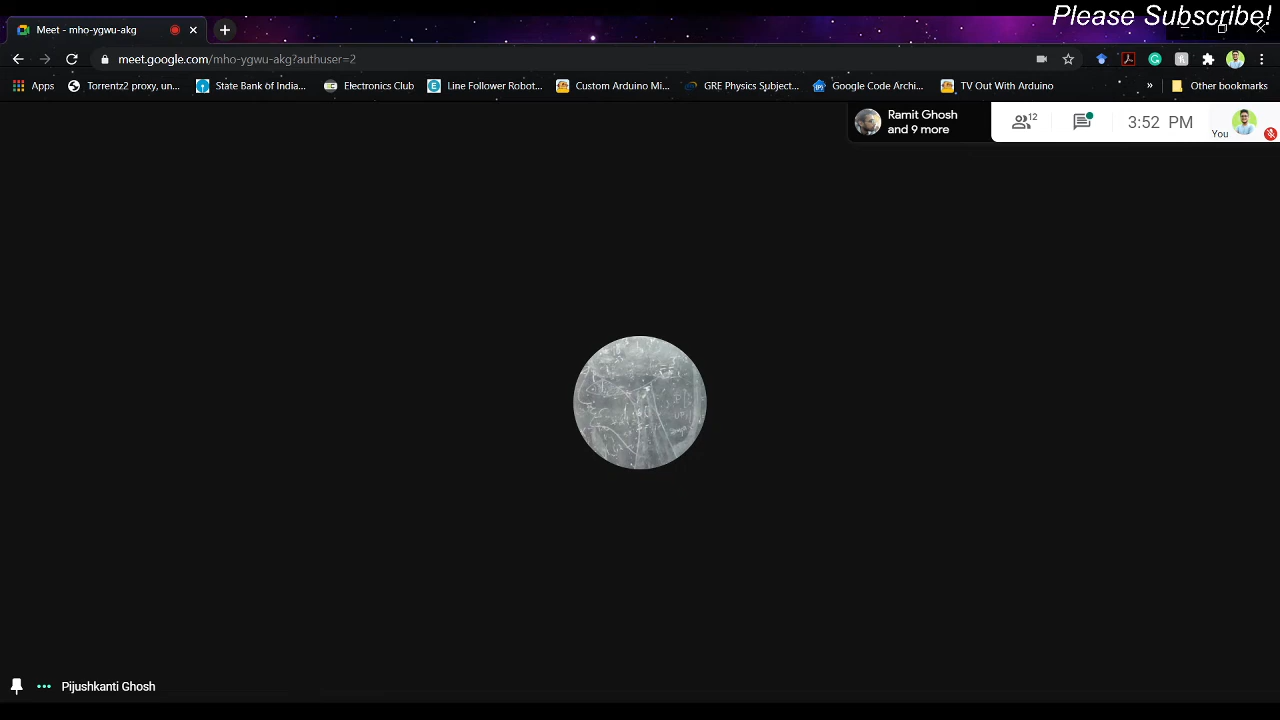 Please Subscribe!
Meet - mho-ygwu-akg
meet.google.com/mho-ygwu-akg?authuser=2
Apps
Torrentz2 proxy, un...
State Bank of India...
Electronics Club
Line Follower Robot...
Custom Arduino Mi...
GRE Physics Subject...
Google Code Archi...
TV Out With Arduino
»
Other bookmarks
Ramit Ghosh
and 9 more
12
3:52 PM
You
Pijushkanti Ghosh